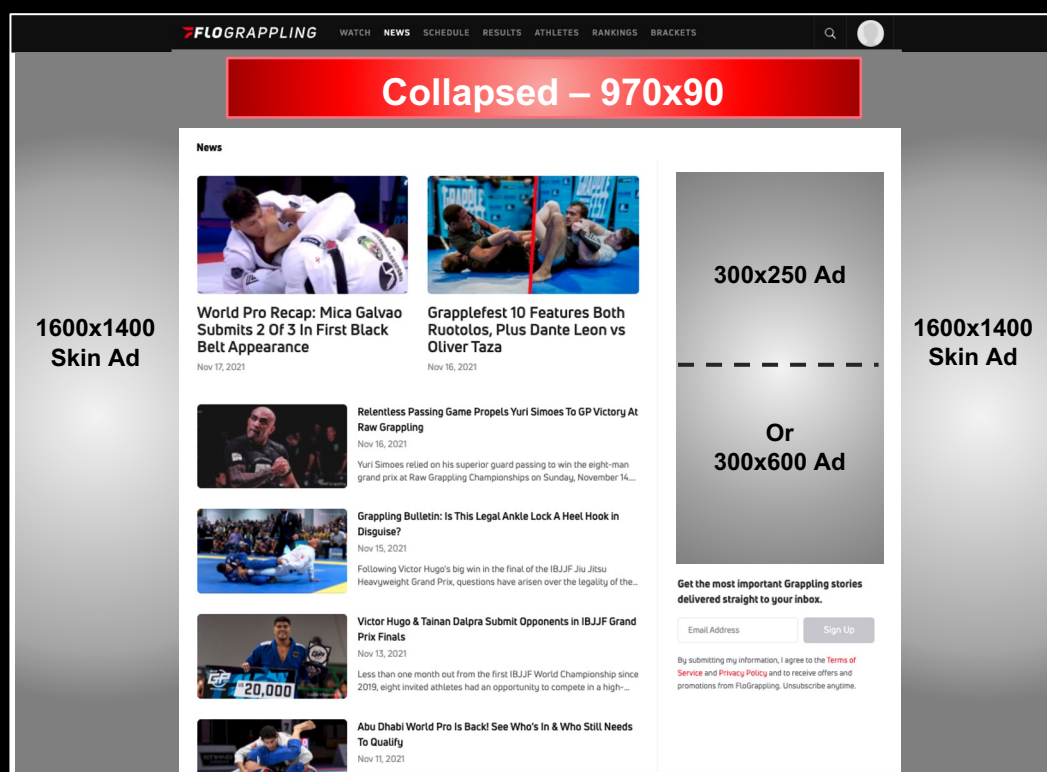 FLOGRAPPLING WATCH NEWS SCHEDULE RESULTS ATHLETES RANKINGS BRACKETS
Collapsed – 970x90
1600x1400
Skin Ad
News
World Pro Recap: Mica Galvao
Submits 2 Of 3 In First Black
Belt Appearance
Nov 17, 2021
Grapplefest 10 Features Both
Ruotolos, Plus Dante Leon vs
Oliver Taza
Nov 16, 2021
Relentless Passing Game Propels Yuri Simoes To GP Victory At
Raw Grappling
Nov 16, 2021
Yuri Simoes relied on his superior guard passing to win the eight-man
grand prix at Raw Grappling Championships on Sunday, November 14....
Grappling Bulletin: Is This Legal Ankle Lock A Heel Hook in
Disguise?
Nov 15, 2021
Following Victor Hugo's big win in the final of the IBJJF Jiu Jitsu
Heavyweight Grand Prix, questions have arisen over the legality of the...
GP
$20,000
Victor Hugo & Tainan Dalpra Submit Opponents in IBJJF Grand
Prix Finals
Nov 13, 2021
Less than one month out from the first IBJJF World Championship since
2019, eight invited athletes had an opportunity to compete in a high-...
Abu Dhabi World Pro Is Back! See Who's In & Who Still Needs
To Qualify
Nov 11, 2021
300x250 Ad
Or
300x600 Ad
Get the most important Grappling stories
delivered straight to your inbox.
Email Address Sign Up
By submitting my information, I agree to the Terms of
Service and Privacy Policy and to receive offers and
promotions from FloGrappling. Unsubscribe anytime.
1600x1400
Skin Ad